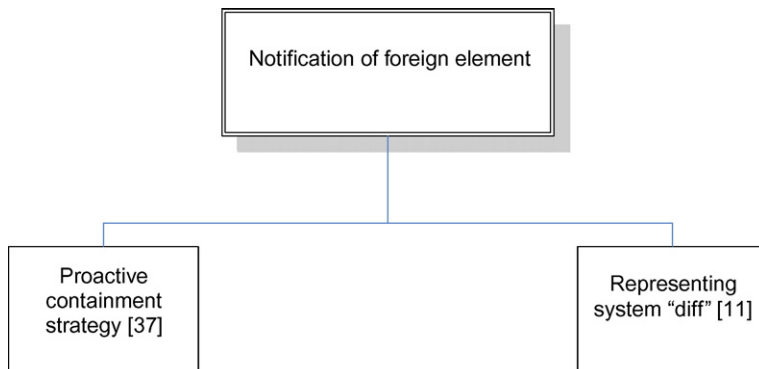 Notification of foreign element
Proactive
containment
strategy [37]
Representing
system “diff” [11]